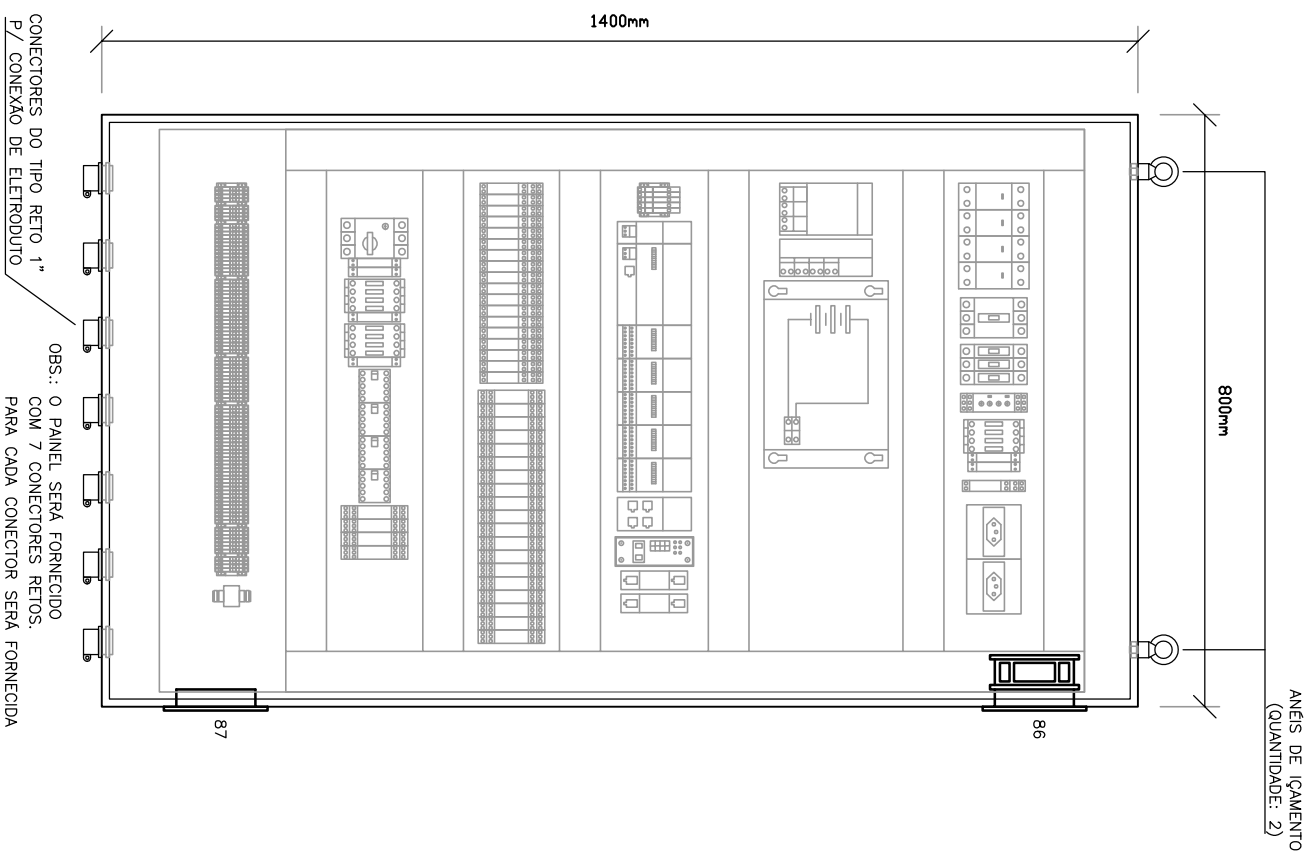 1400mm
ANÉIS DE IÇAMENTO
(QUANTIDADE: 2)
800mm
86
87
CONECTORES DO TIPO RETO 1"
P/ CONEXÃO DE ELETRODUTO
OBS.: O PAINEL SERÁ FORNECIDO
COM 7 CONECTORES RETOS.
PARA CADA CONECTOR SERÁ FORNECIDA